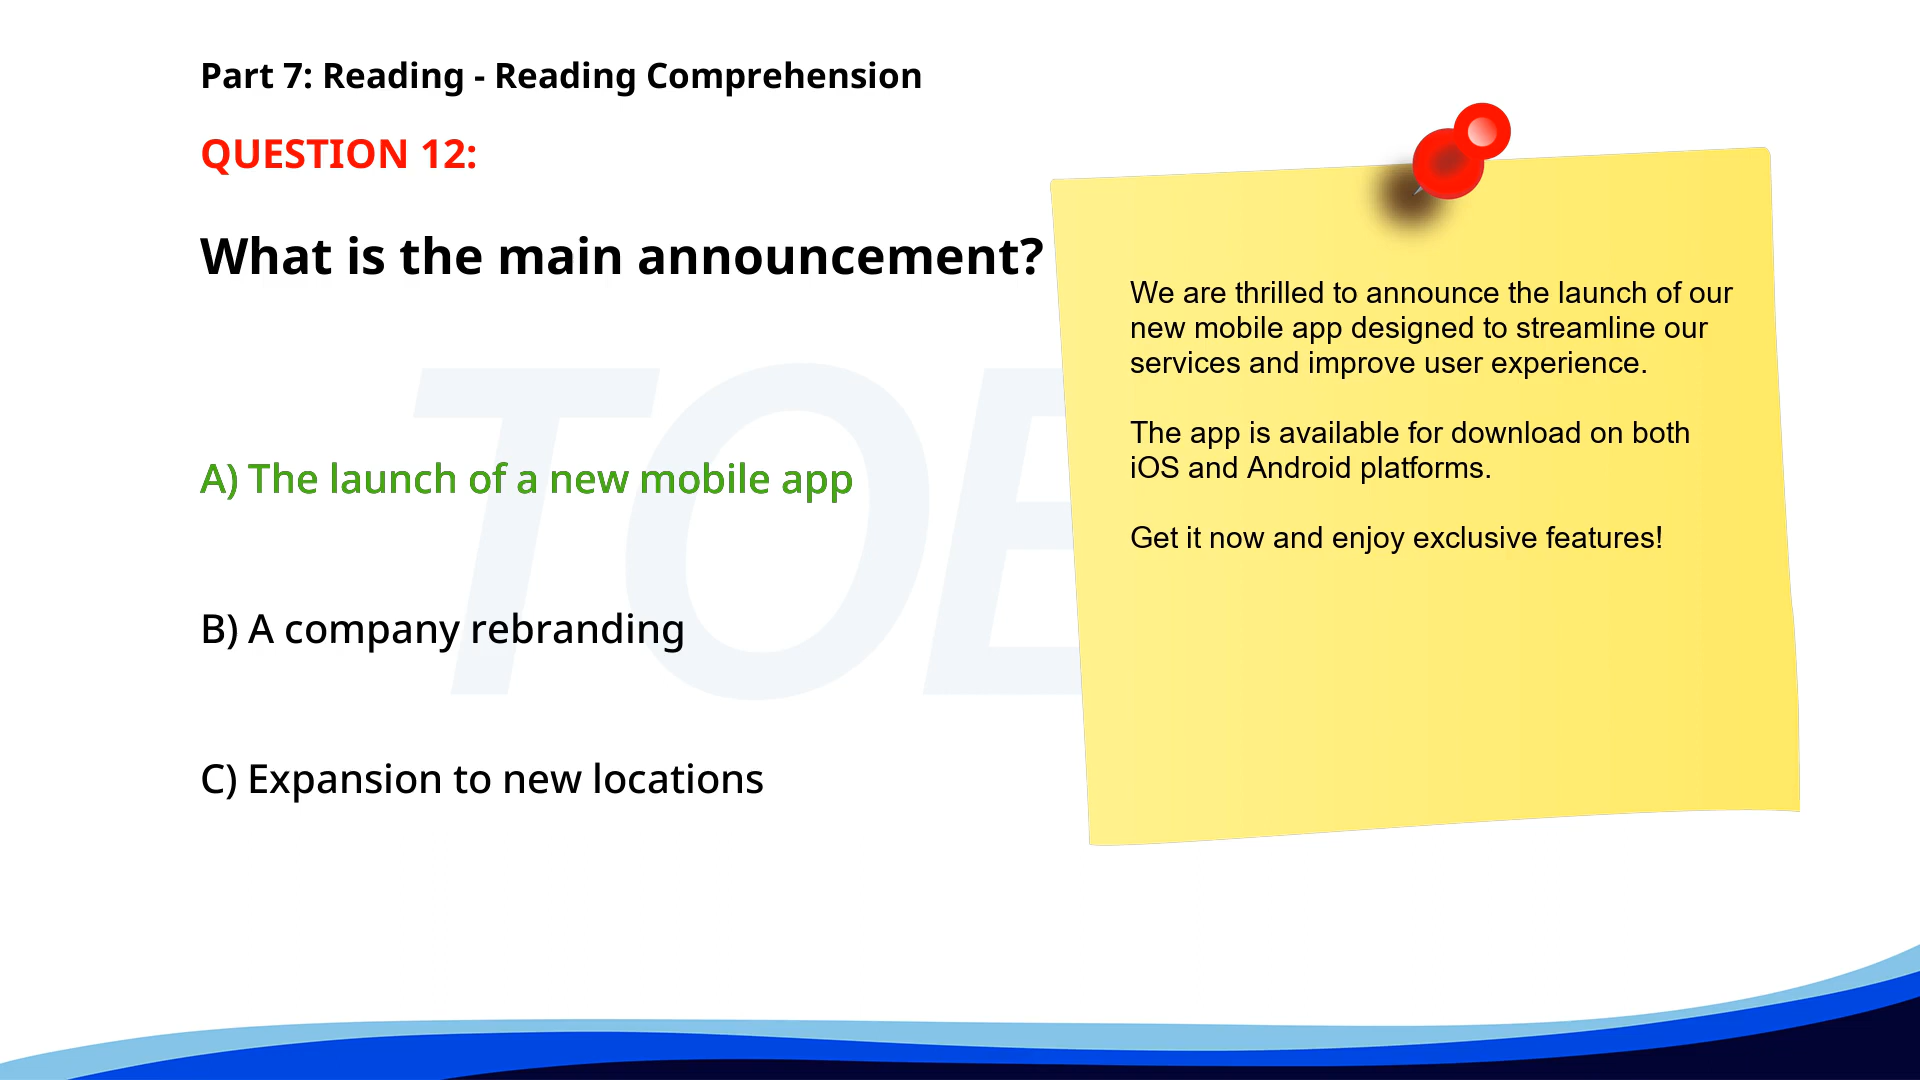 Part 7: Reading - Reading Comprehension
QUESTION 12:
What is the main announcement?
A) The launch of a new mobile app
B) A company rebranding
C) Expansion to new locations
We are thrilled to announce the launch of our
new mobile app designed to streamline our
services and improve user experience.
The app is available for download on both
iOS and Android platforms.
Get it now and enjoy exclusive features!